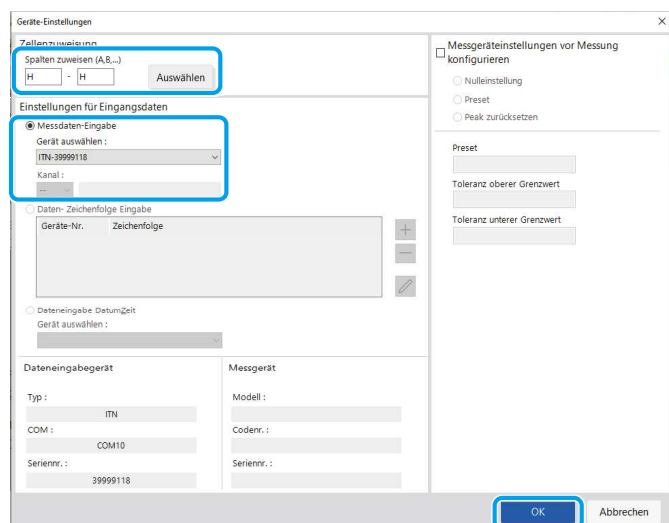 Geräte-Einstellungen
Zellenzuweisung
Spalten zuweisen (A,B,...)
H - H Auswählen
Einstellungen für Eingangsdaten
Messdaten-Eingabe
Gerät auswählen :
ITN-39999118
Kanal :
--
Daten- Zeichenfolge Eingabe
Geräte-Nr. Zeichenfolge
Dateneingabe DatumZeit
Gerät auswählen :
Dateneingabegerät
Typ :
ITN
COM :
COM10
Seriennr. :
39999118
Messgerät
Modell :
Codenr. :
Seriennr. :
Messgeräteinstellungen vor Messung
konfigurieren
Nulleinstellung
Preset
Peak zurücksetzen
Preset
Toleranz oberer Grenzwert
Toleranz unterer Grenzwert
OK Abbrechen